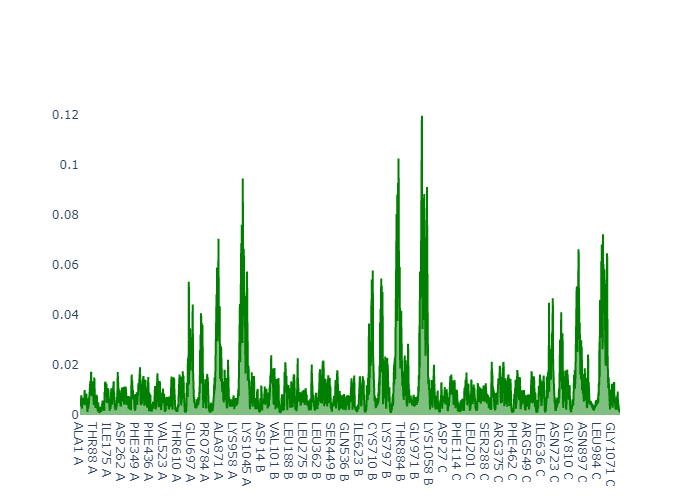 0.12
0.1
0.08
0.06
0.04
0.02
0
ALA1 A
THR88 A
ILE175 A
ASP262 A
PHE349 A
PHE436 A
VAL523 A
THR610 A
GLU697 A
PRO784 A
ALA871 A
LYS958 A
LYS1045 A
ASP14 B
VAL101 B
LEU188 B
LEU275 B
LEU362 B
SER449 B
GLN536 B
ILE623 B
CYS710 B
LYS797 B
THR884 B
GLY971 B
LYS1058 B
ASP27 C
PHE114 C
LEU201 C
SER288 C
ARG375 C
PHE462 C
ARG549 C
ILE636 C
ASN723 C
GLY810 C
ASN897 C
LEU984 C
GLY1071 C